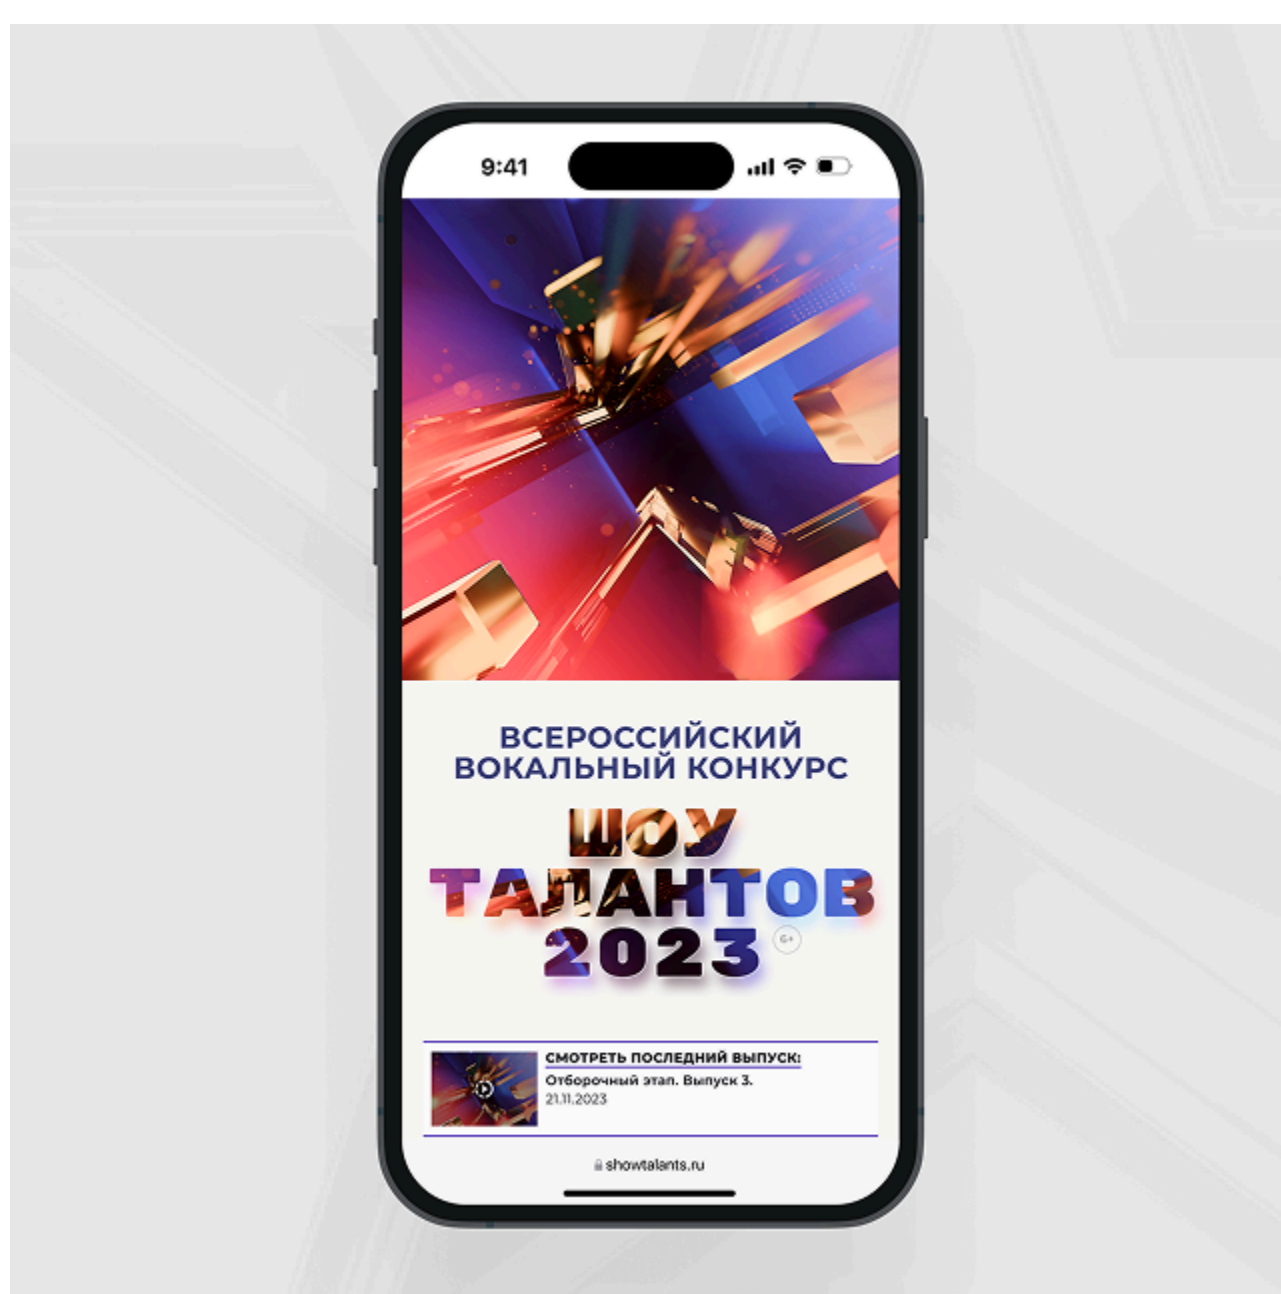 9:41
ВСЕРОССИЙСКИЙ
ВОКАЛЬНЫЙ КОНКУРС
ШОУ
ТАЛАНТОВ
2023
6+
СМОТРЕТЬ ПОСЛЕДНИЙ ВЫПУСК:
Отборочный этап. Выпуск 3.
21.11.2023
showtalants.ru